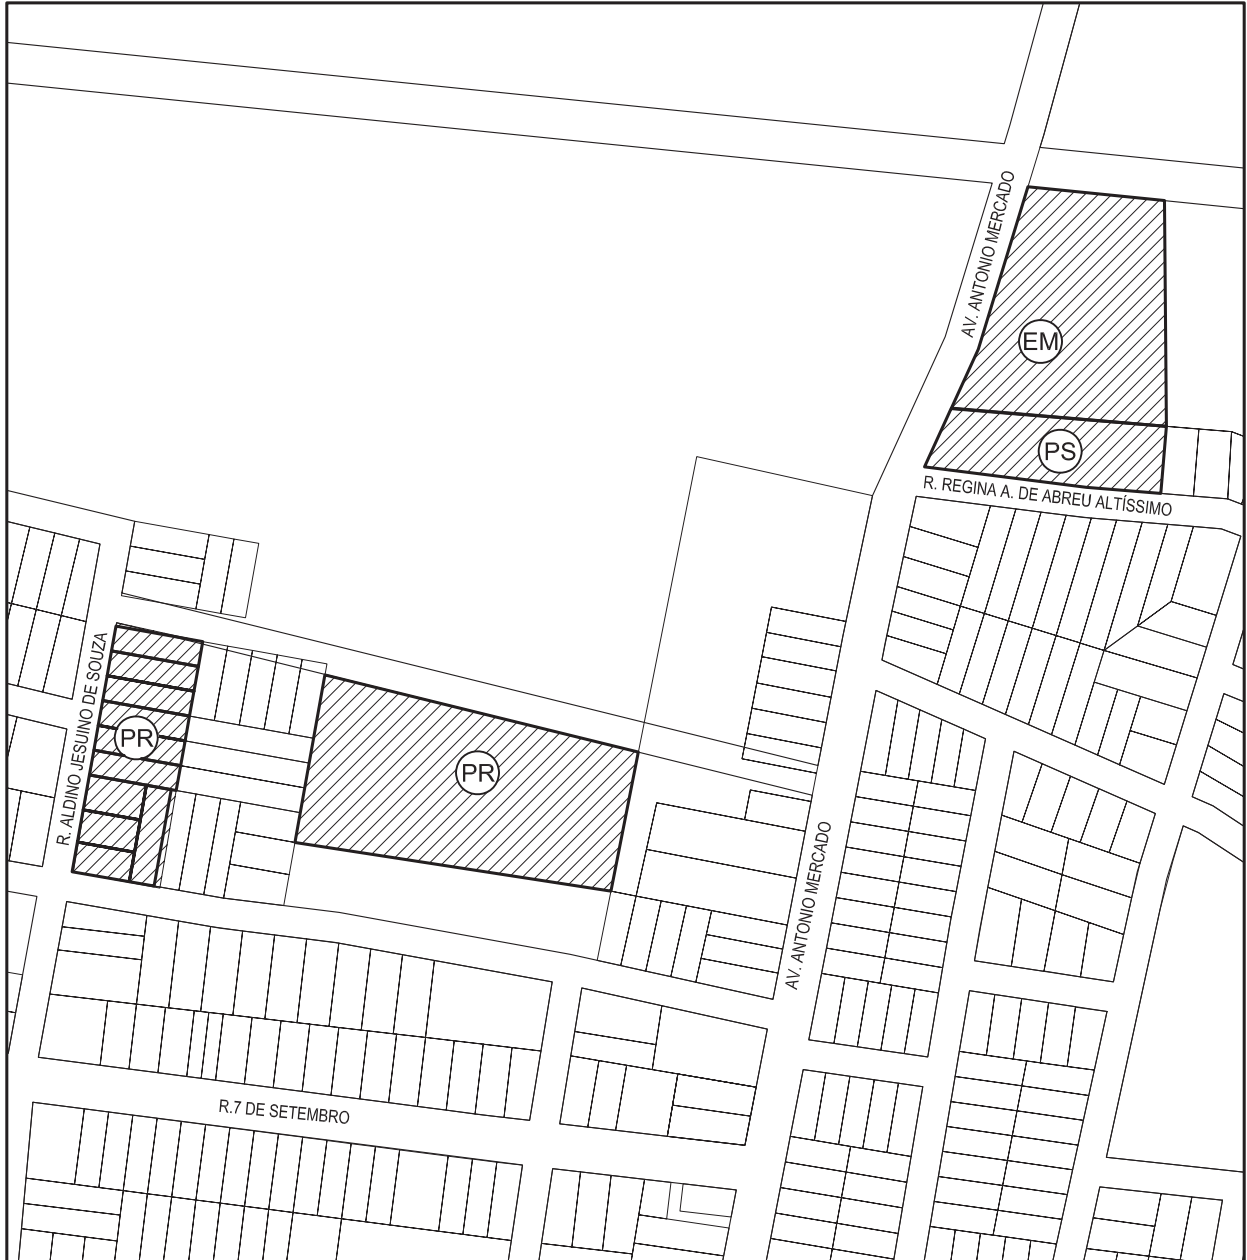 AV. ANTONIO MERCADO
EM
PS
R. REGINA A. DE ABREU ALTÍSSIMO
R. ALDINO JESUINO DE SOUZA
PR
PR
AV. ANTONIO MERCADO
R.7 DE SETEMBRO